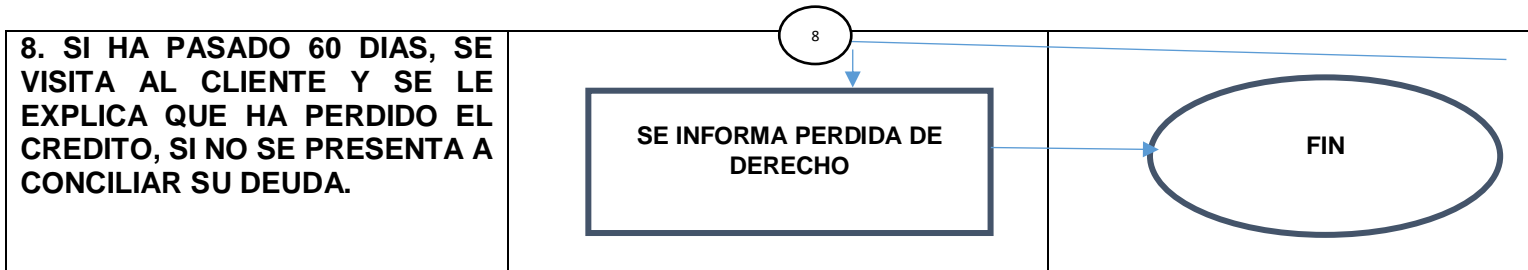 8. SI HA PASADO 60 DIAS, SE
VISITA AL CLIENTE Y SE LE
EXPLICA QUE HA PERDIDO EL
CREDITO, SI NO SE PRESENTA A
CONCILIAR SU DEUDA.
8
SE INFORMA PERDIDA DE
DERECHO
FIN